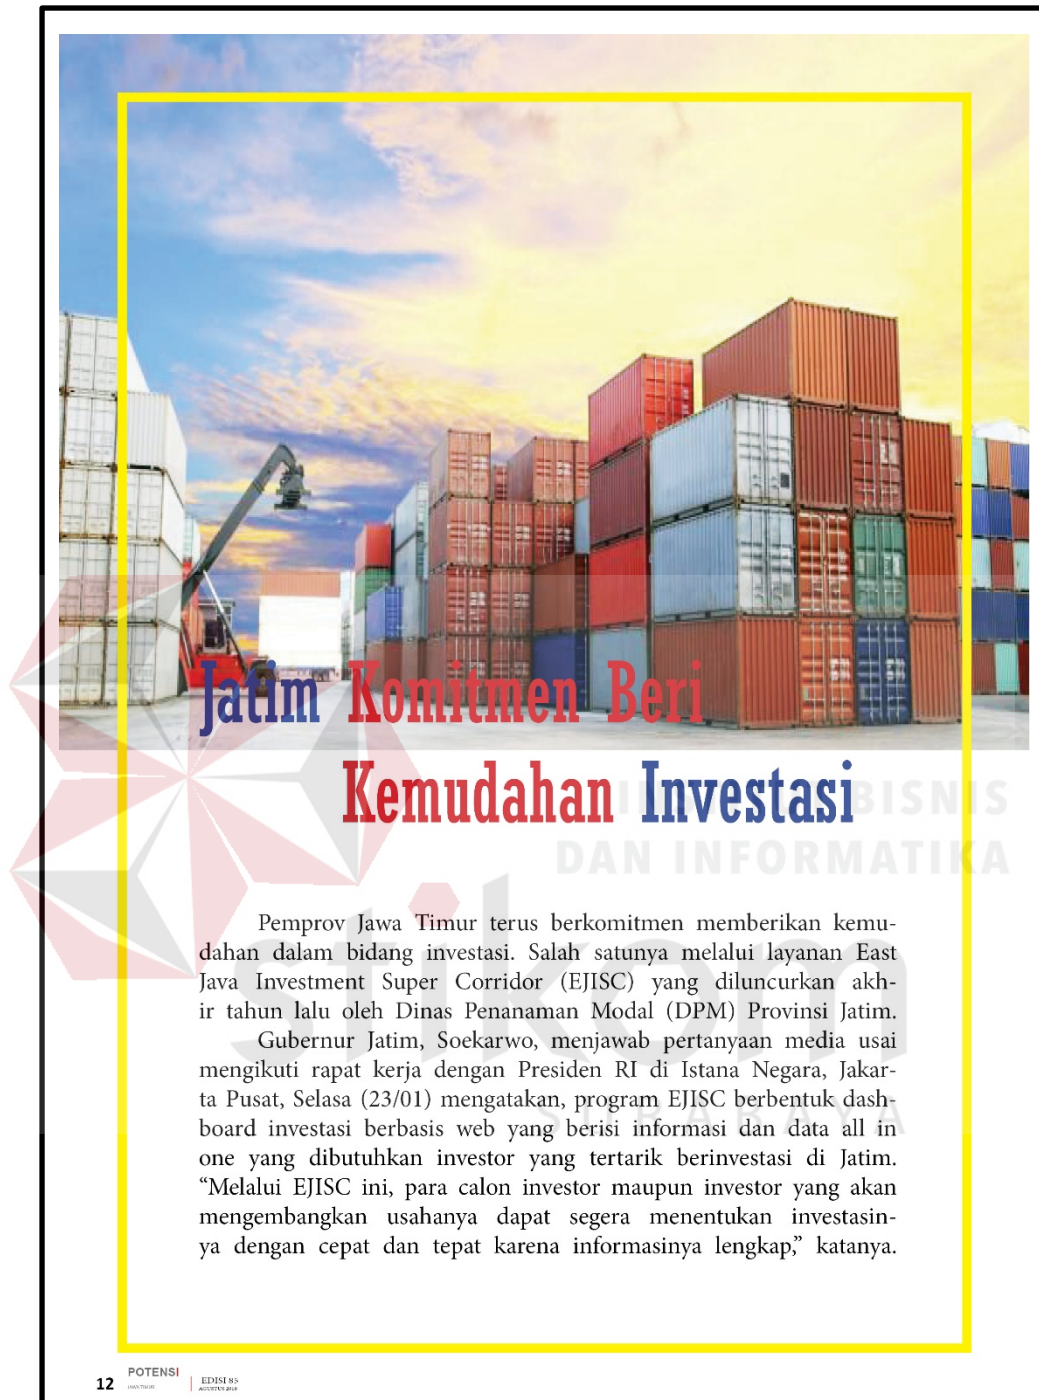 Jatim Komitmen Beri
Kemudahan Investasi
BISNIS
DAN INFORMATIKA
stikom
SURABAYA
Pemprov Jawa Timur terus berkomitmen memberikan kemu-
dahan dalam bidang investasi. Salah satunya melalui layanan East
Java Investment Super Corridor (EJISC) yang diluncurkan akh-
ir tahun lalu oleh Dinas Penanaman Modal (DPM) Provinsi Jatim.
Gubernur Jatim, Soekarwo, menjawab pertanyaan media usai
mengikuti rapat kerja dengan Presiden RI di Istana Negara, Jakar-
ta Pusat, Selasa (23/01) mengatakan, program EJISC berbentuk dash-
board investasi berbasis web yang berisi informasi dan data all in
one yang dibutuhkan investor yang tertarik berinvestasi di Jatim.
“Melalui EJISC ini, para calon investor maupun investor yang akan
mengembangkan usahanya dapat segera menentukan investasin-
ya dengan cepat dan tepat karena informasinya lengkap,” katanya.
12
POTENSI
JAWA TIMUR
EDISI 85
AGUSTUS 2018